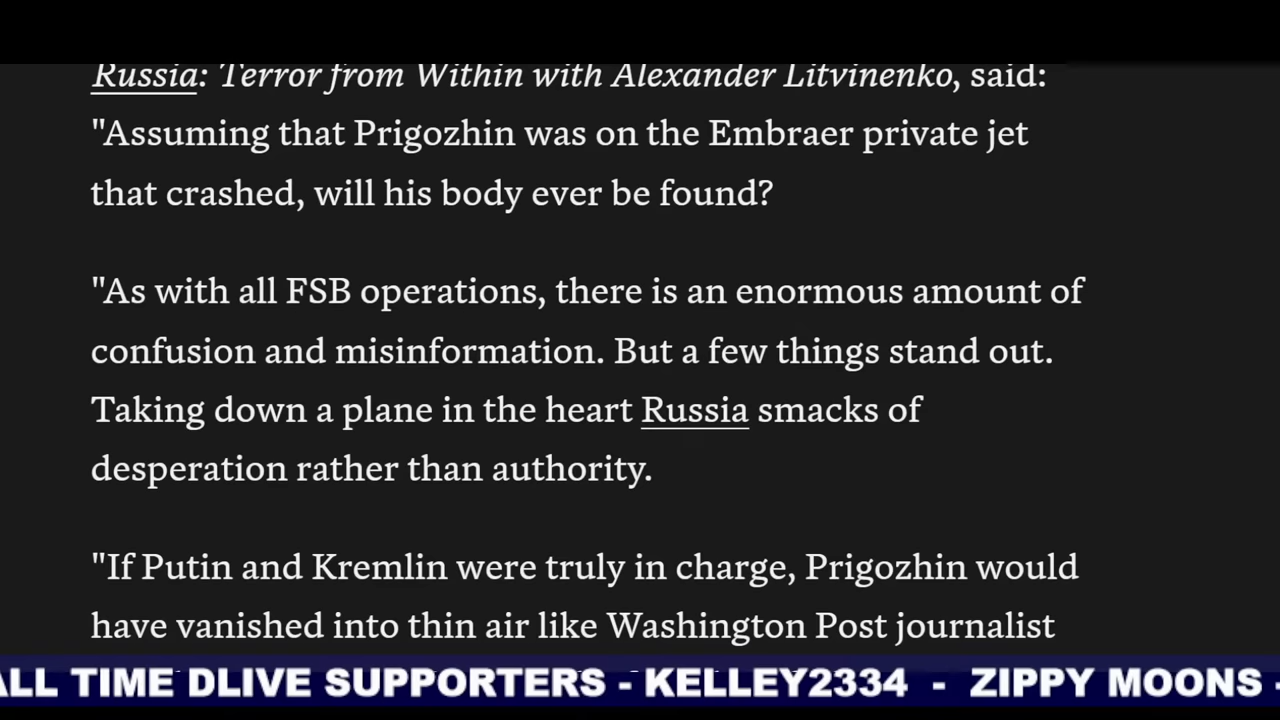 Russia: Terror from Within with Alexander Litvinenko, said:
"Assuming that Prigozhin was on the Embraer private jet
that crashed, will his body ever be found?
"As with all FSB operations, there is an enormous amount of
confusion and misinformation. But a few things stand out.
Taking down a plane in the heart Russia smacks of
desperation rather than authority.
"If Putin and Kremlin were truly in charge, Prigozhin would
have vanished into thin air like Washington Post journalist
ALL TIME DLIVE SUPPORTERS - KELLEY2334 - ZIPPY MOONS -